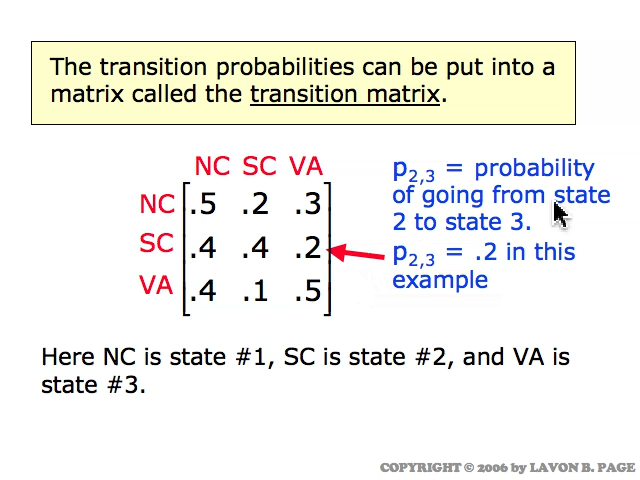 The transition probabilities can be put into a
matrix called the transition matrix.
NC SC VA
NC .5 .2 .3
SC .4 .4 .2
VA .4 .1 .5
p2,3 = probability
of going from state
2 to state 3.
p2,3 = .2 in this
example
Here NC is state #1, SC is state #2, and VA is
state #3.
COPYRIGHT © 2006 by LAVON B. PAGE